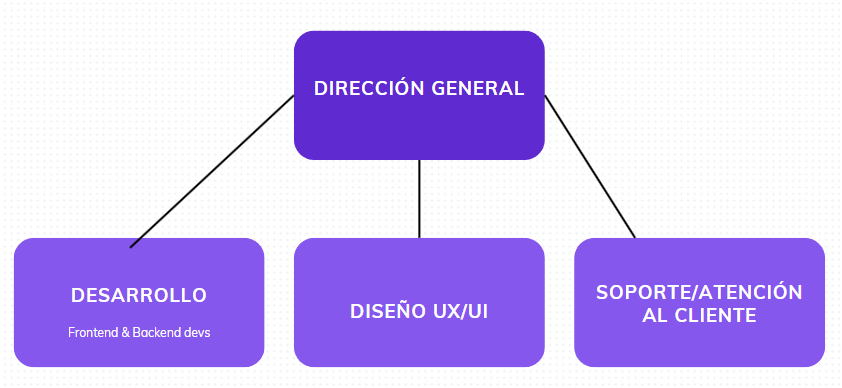 DIRECCIÓN GENERAL
DESARROLLO
Frontend & Backend devs
DISEÑO UX/UI
SOPORTE/ATENCIÓN
AL CLIENTE